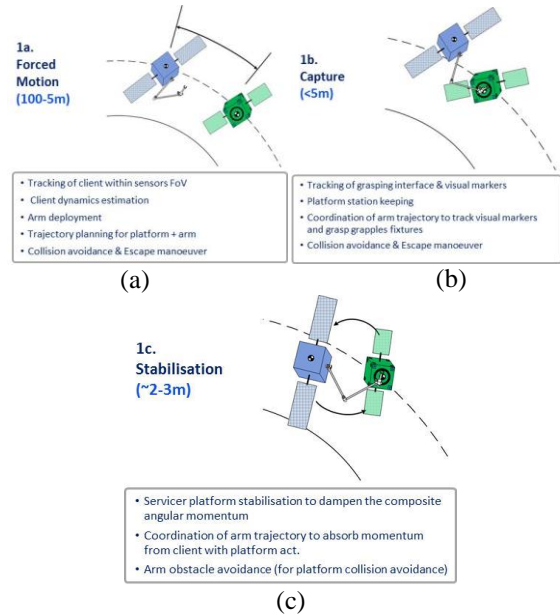 1a.
Forced
Motion
(100-5m)
• Tracking of client within sensors FoV
• Client dynamics estimation
• Arm deployment
• Trajectory planning for platform + arm
• Collision avoidance & Escape manoeuver
(a)
1b.
Capture
(<5m)
• Tracking of grasping interface & visual markers
• Platform station keeping
• Coordination of arm trajectory to track visual markers
and grasp grapples fixtures
• Collision avoidance & Escape manoeuver
(b)
1c.
Stabilisation
(~2-3m)
• Servicer platform stabilisation to dampen the composite
angular momentum
• Coordination of arm trajectory to absorb momentum
from client with platform act.
• Arm obstacle avoidance (for platform collision avoidance)
(c)